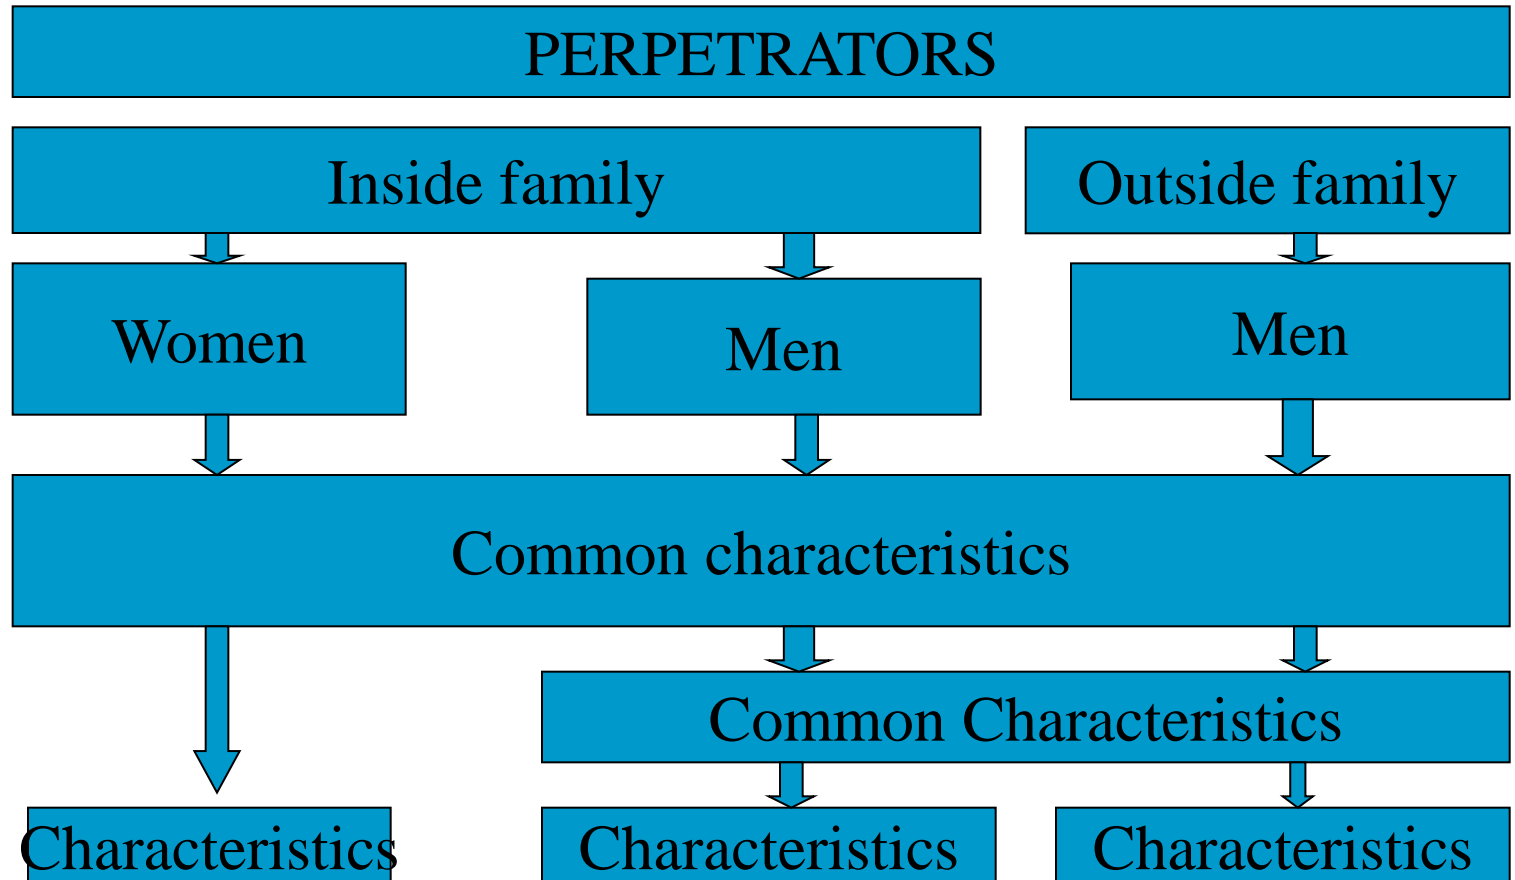 PERPETRATORS
Inside family
Outside family
Women
Men
Men
Common characteristics
Common Characteristics
Characteristics
Characteristics
Characteristics